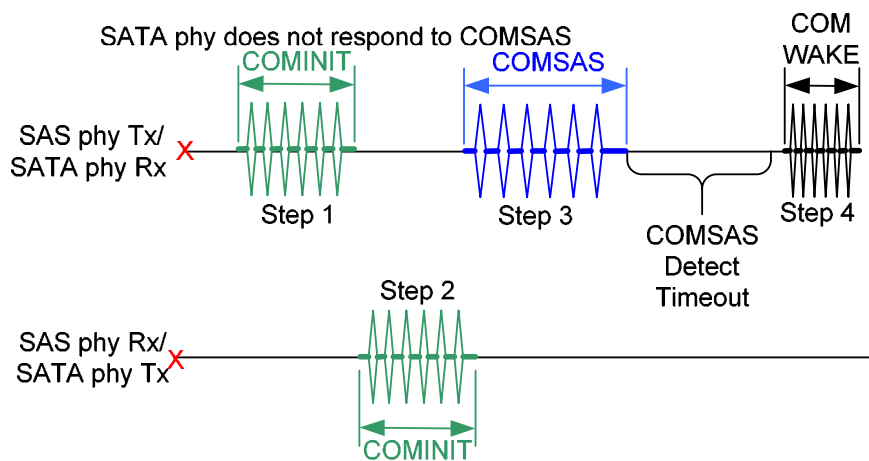 SATA phy does not respond to COMSAS
COMINIT
COMSAS
COM
WAKE
SAS phy Tx/
SATA phy Rx
X
Step 1
Step 3
Step 4
COMSAS
Detect
Timeout
Step 2
SAS phy Rx/
SATA phy Tx
X
COMINIT